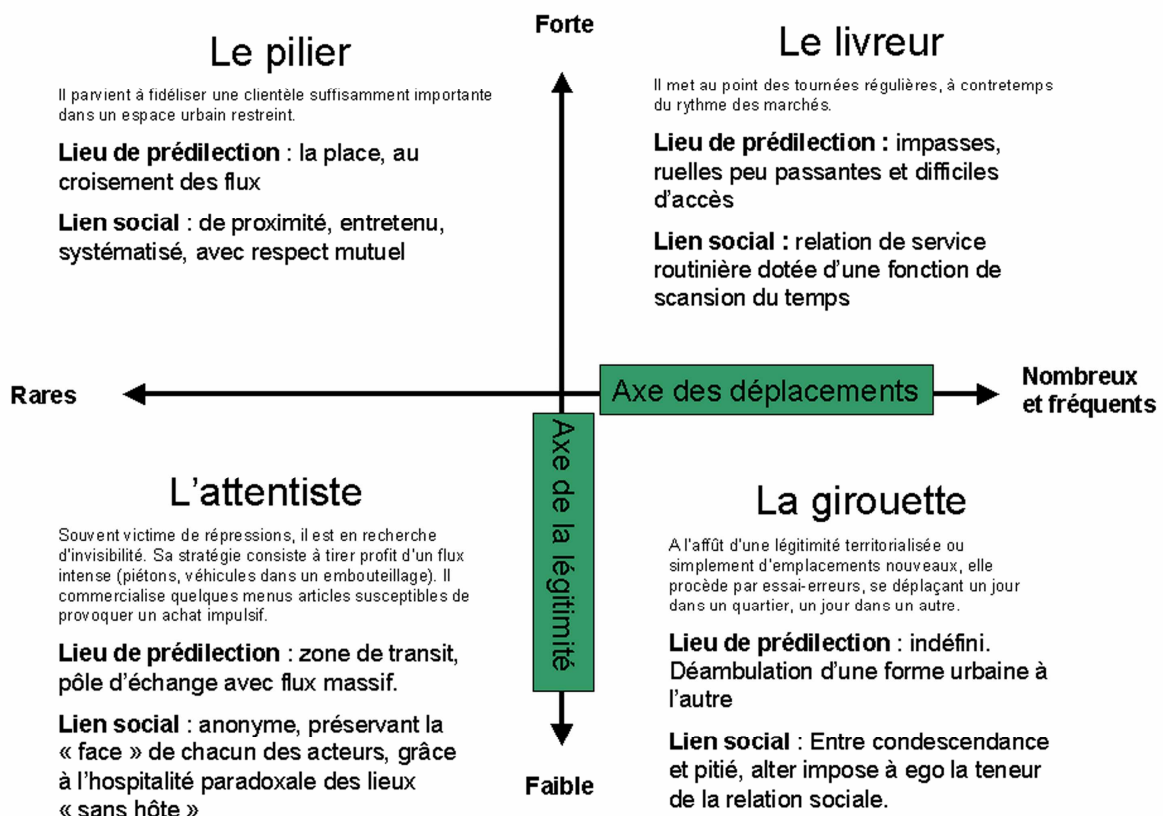 Forte
Le pilier
Il parvient à fidéliser une clientèle suffisamment importante
dans un espace urbain restreint.
Lieu de prédilection : la place, au
croisement des flux
Lien social : de proximité, entretenu,
systématisé, avec respect mutuel
Le livreur
Il met au point des tournées régulières, à contretemps
du rythme des marchés.
Lieu de prédilection : impasses,
ruelles peu passantes et difficiles
d'accès
Lien social : relation de service
routinière dotée d'une fonction de
scansion du temps
Rares
Axe des déplacements
Nombreux
et fréquents
Axe de la légitimité
L'attentiste
Souvent victime de répressions, il est en recherche
d'invisibilité. Sa stratégie consiste à tirer profit d'un flux
intense (piétons, véhicules dans un embouteillage). Il
commercialise quelques menus articles susceptibles de
provoquer un achat impulsif.
Lieu de prédilection : zone de transit,
pôle d'échange avec flux massif.
Lien social : anonyme, préservant la
« face » de chacun des acteurs, grâce
à l'hospitalité paradoxale des lieux
« sans hôte »
La girouette
A l'affût d'une légitimité territorialisée ou
simplement d'emplacements nouveaux, elle
procède par essai-erreurs, se déplaçant un jour
dans un quartier, un jour dans un autre.
Lieu de prédilection : indéfini.
Déambulation d'une forme urbaine à
l'autre
Lien social : Entre condescendance
et pitié, alter impose à ego la teneur
de la relation sociale.
Faible